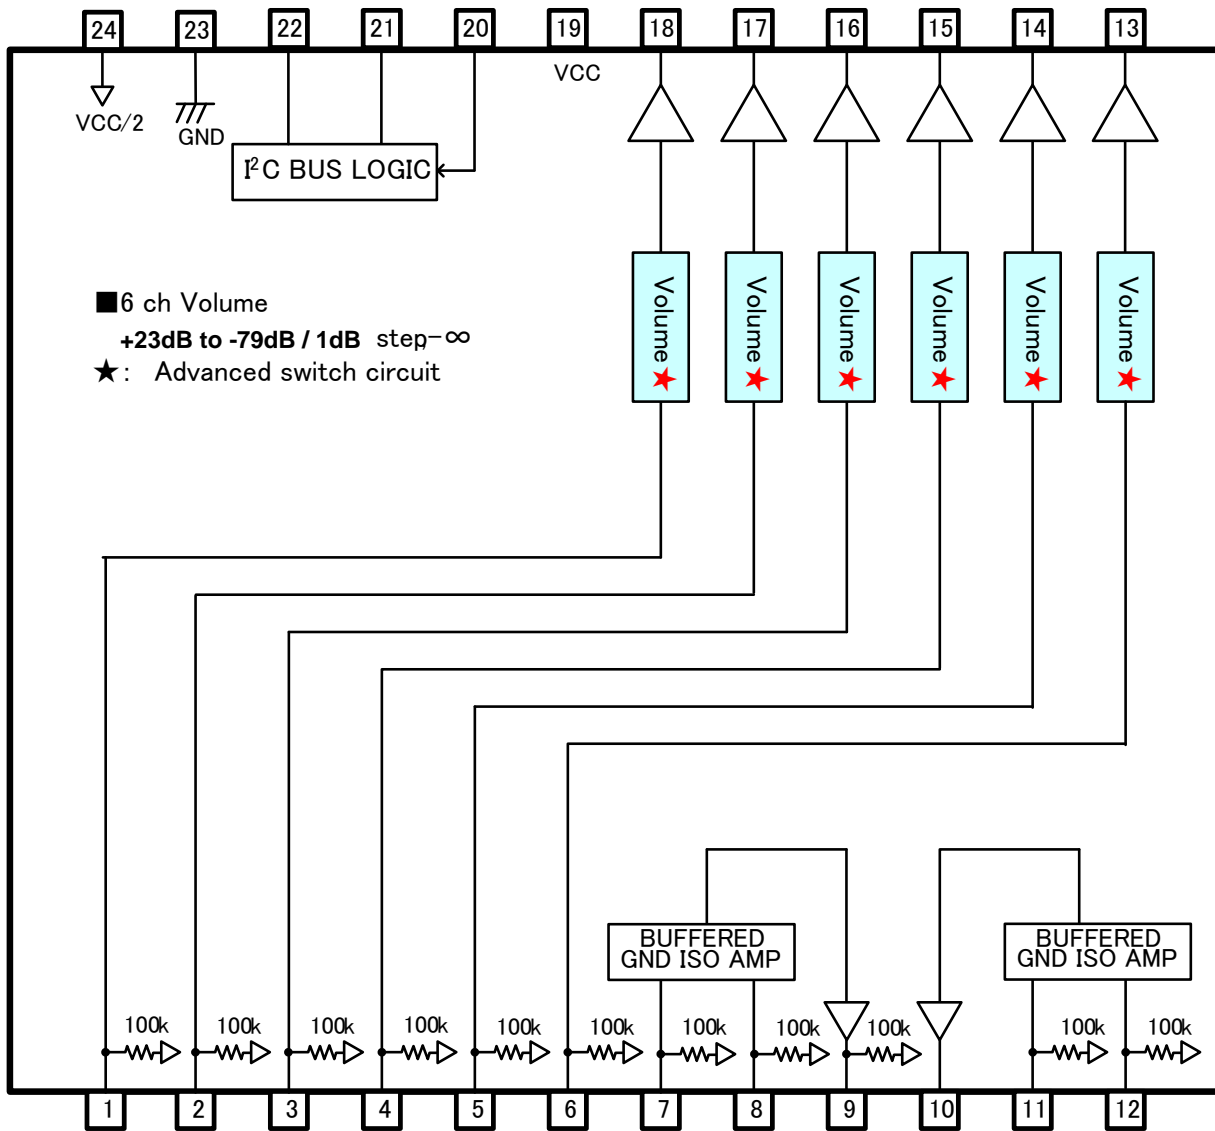 24 23 22 21 20 19 18 17 16 15 14 13
VCC
VCC/2
GND
I²C BUS LOGIC
Volume★ Volume★ Volume★ Volume★ Volume★ Volume★
■6 ch Volume
+23dB to -79dB / 1dB step,-∞
★: Advanced switch circuit
BUFFERED
GND ISO AMP
BUFFERED
GND ISO AMP
100k 100k 100k 100k 100k 100k 100k 100k 100k 100k 100k
1 2 3 4 5 6 7 8 9 10 11 12